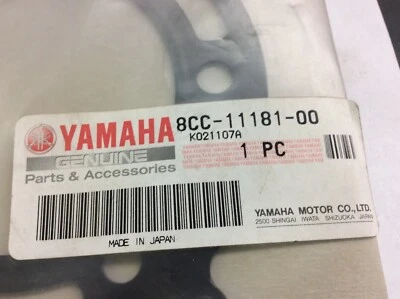 YAMAHA
GENUINE
Parts & Accessories
8CC-11181-00
K021107A
1 PC
MADE IN JAPAN
YAMAHA MOTOR CO.,LTD.
2500 SHINGAI IWATA SHIZUOKA JAPAN